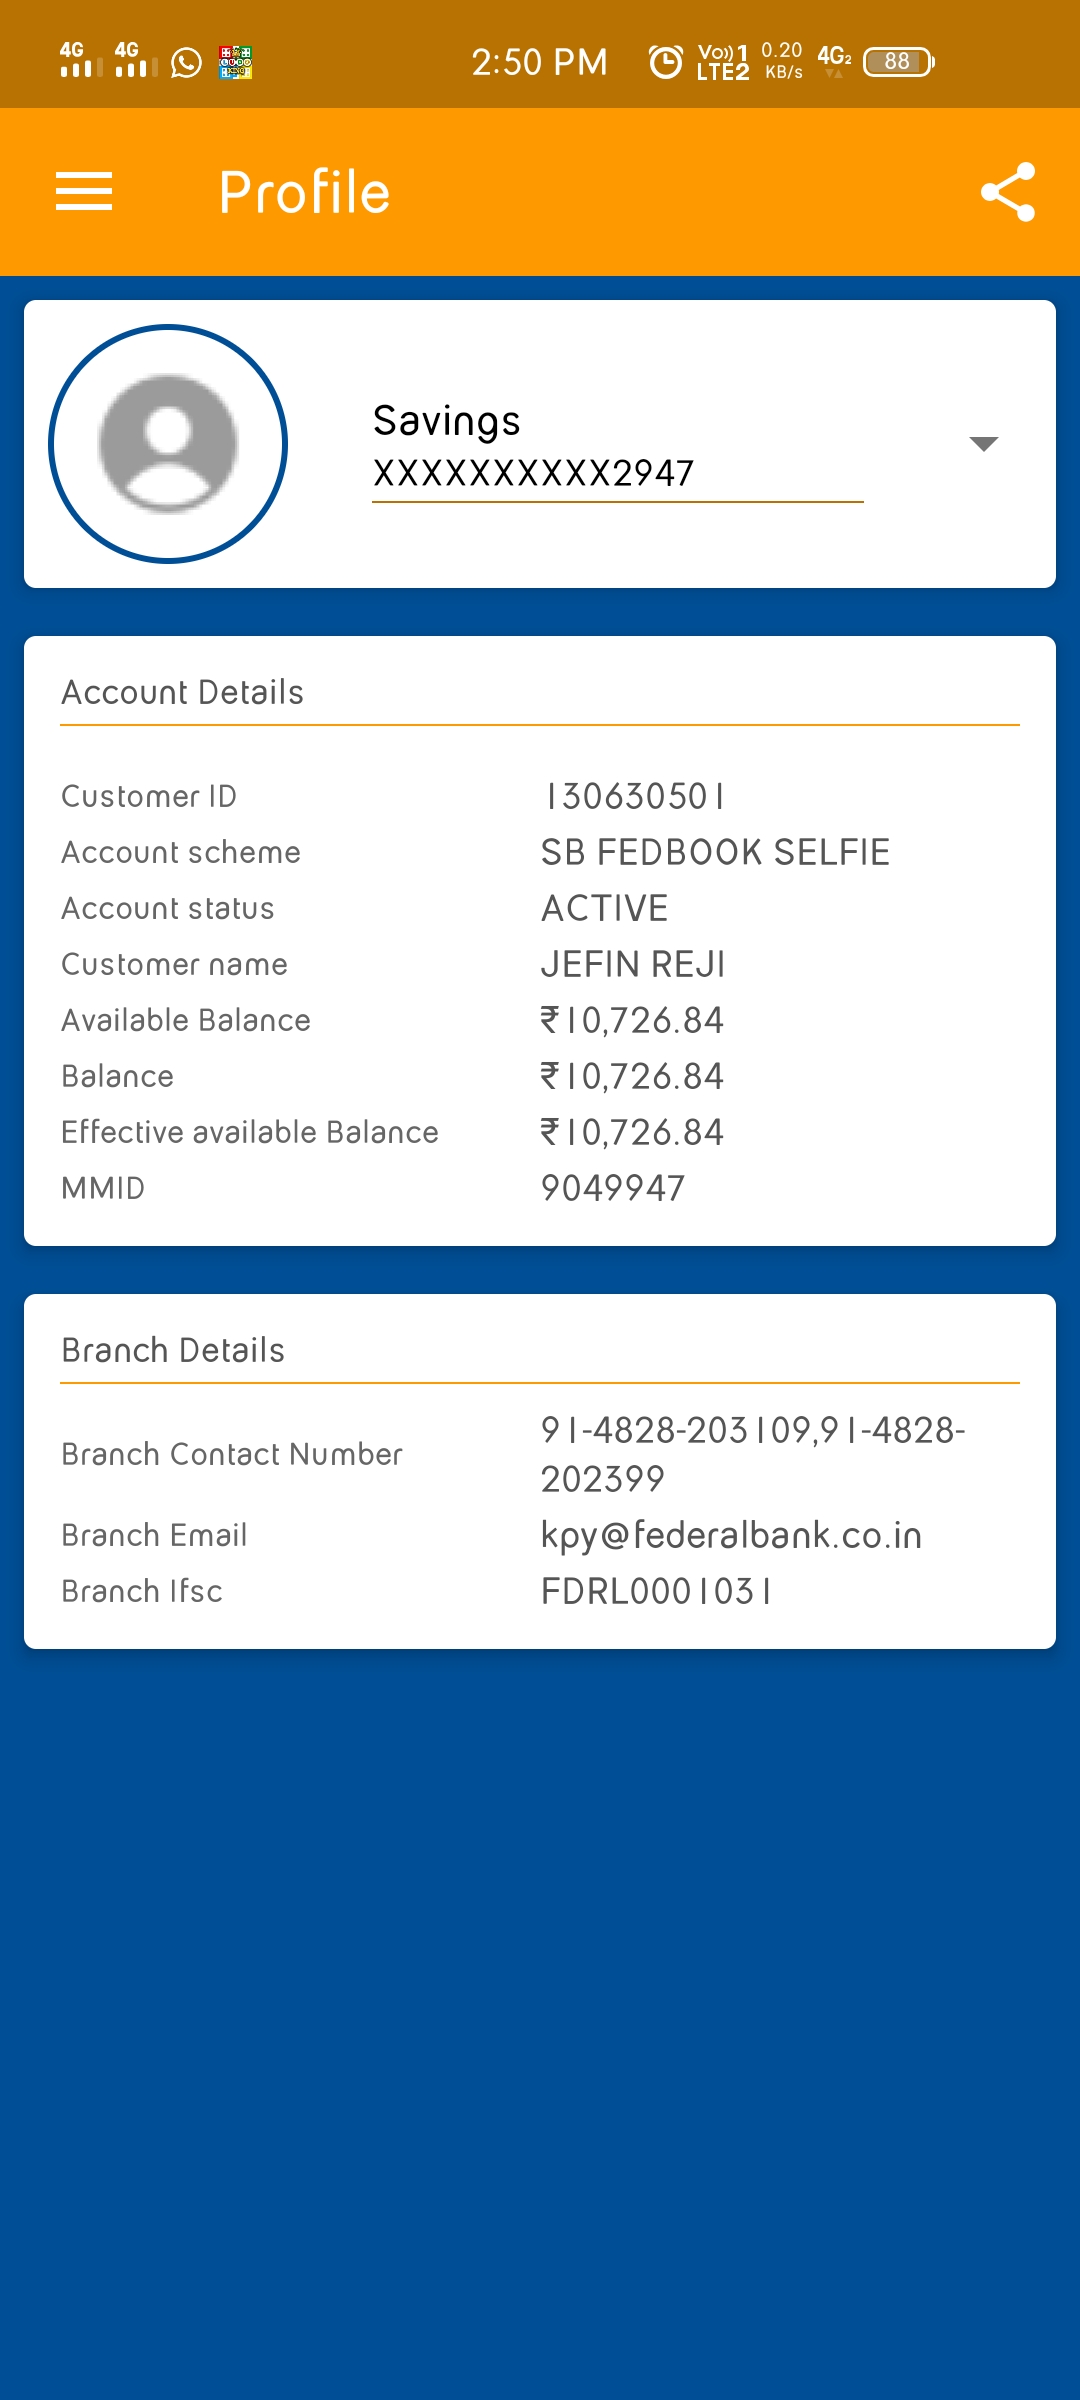 4G 4G 2:50 PM Vo)) 1 LTE2 0.20 KB/s 4G2 88
Profile
Savings
XXXXXXXXXX2947
Account Details
Customer ID 130630501
Account scheme SB FEDBOOK SELFIE
Account status ACTIVE
Customer name JEFIN REJI
Available Balance ₹10,726.84
Balance ₹10,726.84
Effective available Balance ₹10,726.84
MMID 9049947
Branch Details
Branch Contact Number 91-4828-203109,91-4828-
202399
Branch Email kpy@federalbank.co.in
Branch Ifsc FDRL0001031